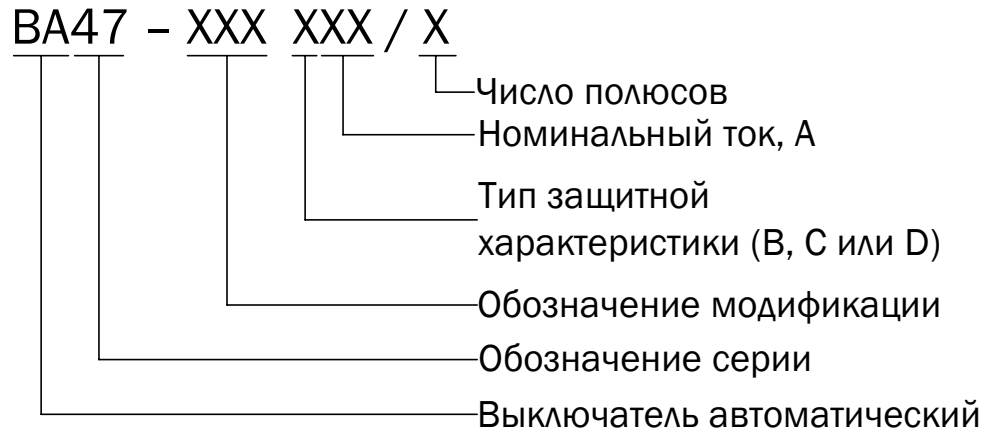 ВА47 – ХХХ ХХХ / Х
Число полюсов
Номинальный ток, А
Тип защитной
характеристики (B, C или D)
Обозначение модификации
Обозначение серии
Выключатель автоматический